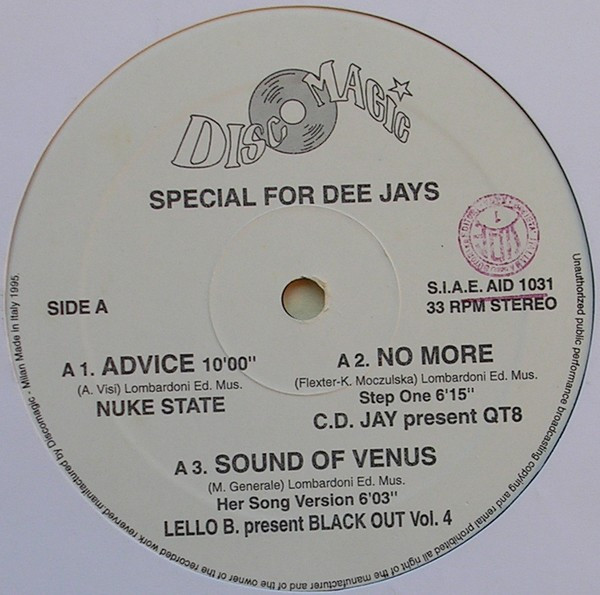 DISCO MAGIC
SPECIAL FOR DEE JAYS
S.I.A.E. AID 1031
33 RPM STEREO
SIDE A
A 1. ADVICE 10'00"
(A. Visi) Lombardoni Ed. Mus.
NUKE STATE
A 2. NO MORE
(Flexter-K. Moczulska) Lombardoni Ed. Mus.
Step One 6'15"
C.D. JAY present QT8
A 3. SOUND OF VENUS
(M. Generale) Lombardoni Ed. Mus.
Her Song Version 6'03"
LELLO B. present BLACK OUT Vol. 4
Unauthorized public performance broadcasting copying and rental prohibited all right of the manufacturer and of the owner of the recorded work reverved.manufactured by Discomagic - Milan Made in Italy 1995.